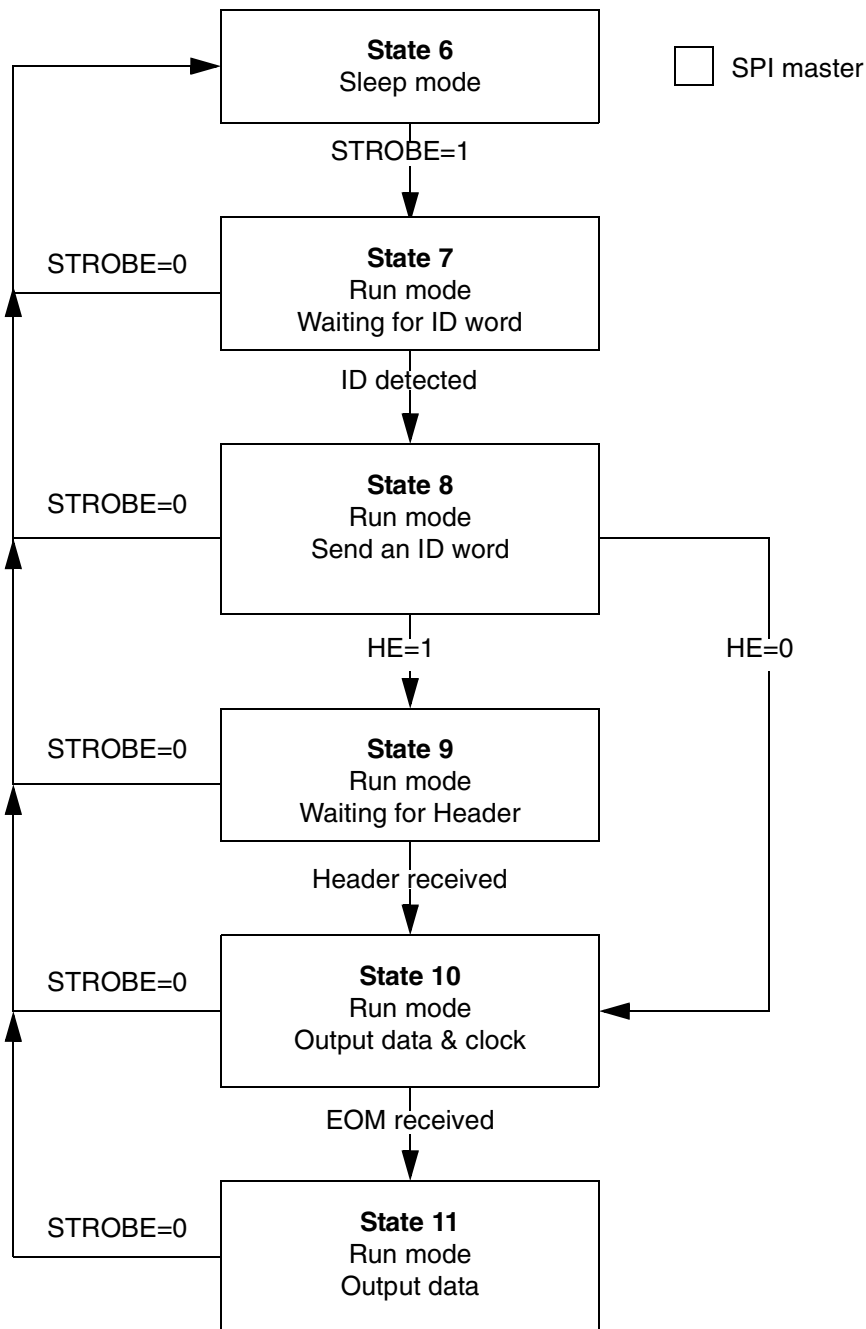 State 6
Sleep mode
SPI master
STROBE=1
State 7
Run mode
Waiting for ID word
STROBE=0
ID detected
State 8
Run mode
Send an ID word
STROBE=0
HE=1
HE=0
State 9
Run mode
Waiting for Header
STROBE=0
Header received
State 10
Run mode
Output data & clock
STROBE=0
EOM received
State 11
Run mode
Output data
STROBE=0